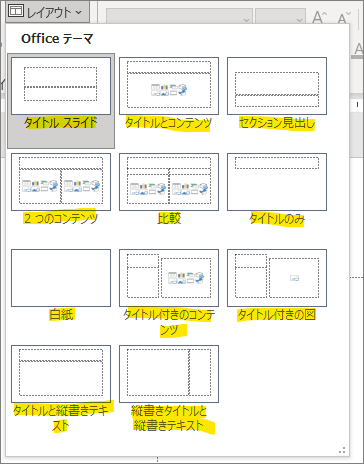 レイアウト
Office テーマ
タイトル スライド
タイトルとコンテンツ
セクション見出し
2 つのコンテンツ
比較
タイトルのみ
白紙
タイトル付きのコンテ
ンツ
タイトル付きの図
タイトルと縦書きテキ
スト
縦書きタイトルと
縦書きテキスト